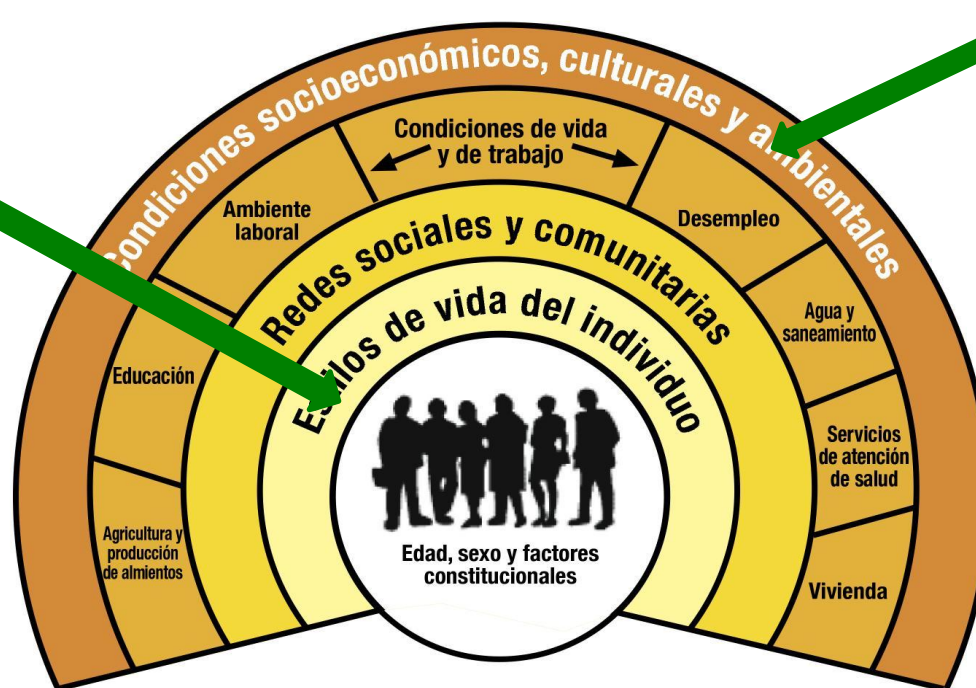 Condiciones socioeconómicos, culturales y ambientales
Condiciones de vida
y de trabajo
Ambiente
laboral
Desempleo
Redes sociales y comunitarias
Agua y
saneamiento
Estilos de vida del individuo
Educación
Servicios
de atención
de salud
Agricultura y
producción
de almientos
Edad, sexo y factores
constitucionales
Vivienda